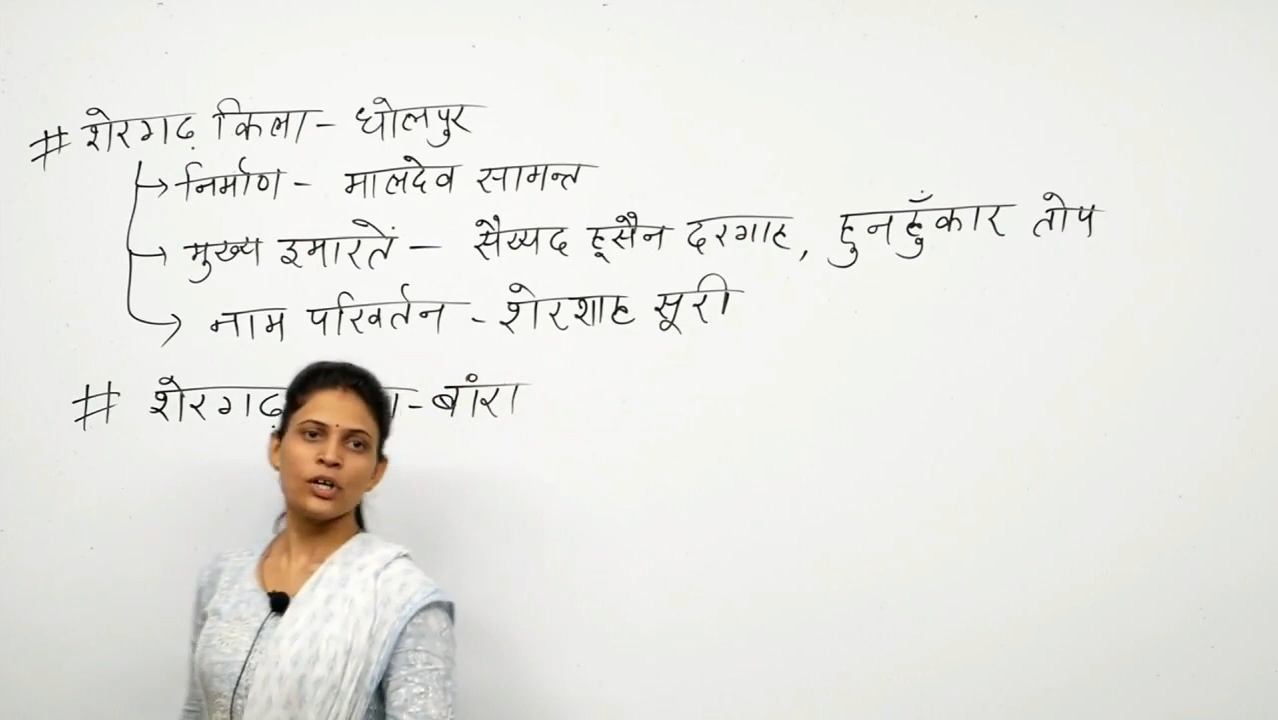 # शेरगढ़ किला - धोलपुर
निर्माण - मालदेव सामन्त
मुख्य इमारतें - सैय्यद हूसैन दरगाह, हुनहुँकार तोप
नाम परिवर्तन - शेरशाह सूरी
# शेरगढ़ - बांरा